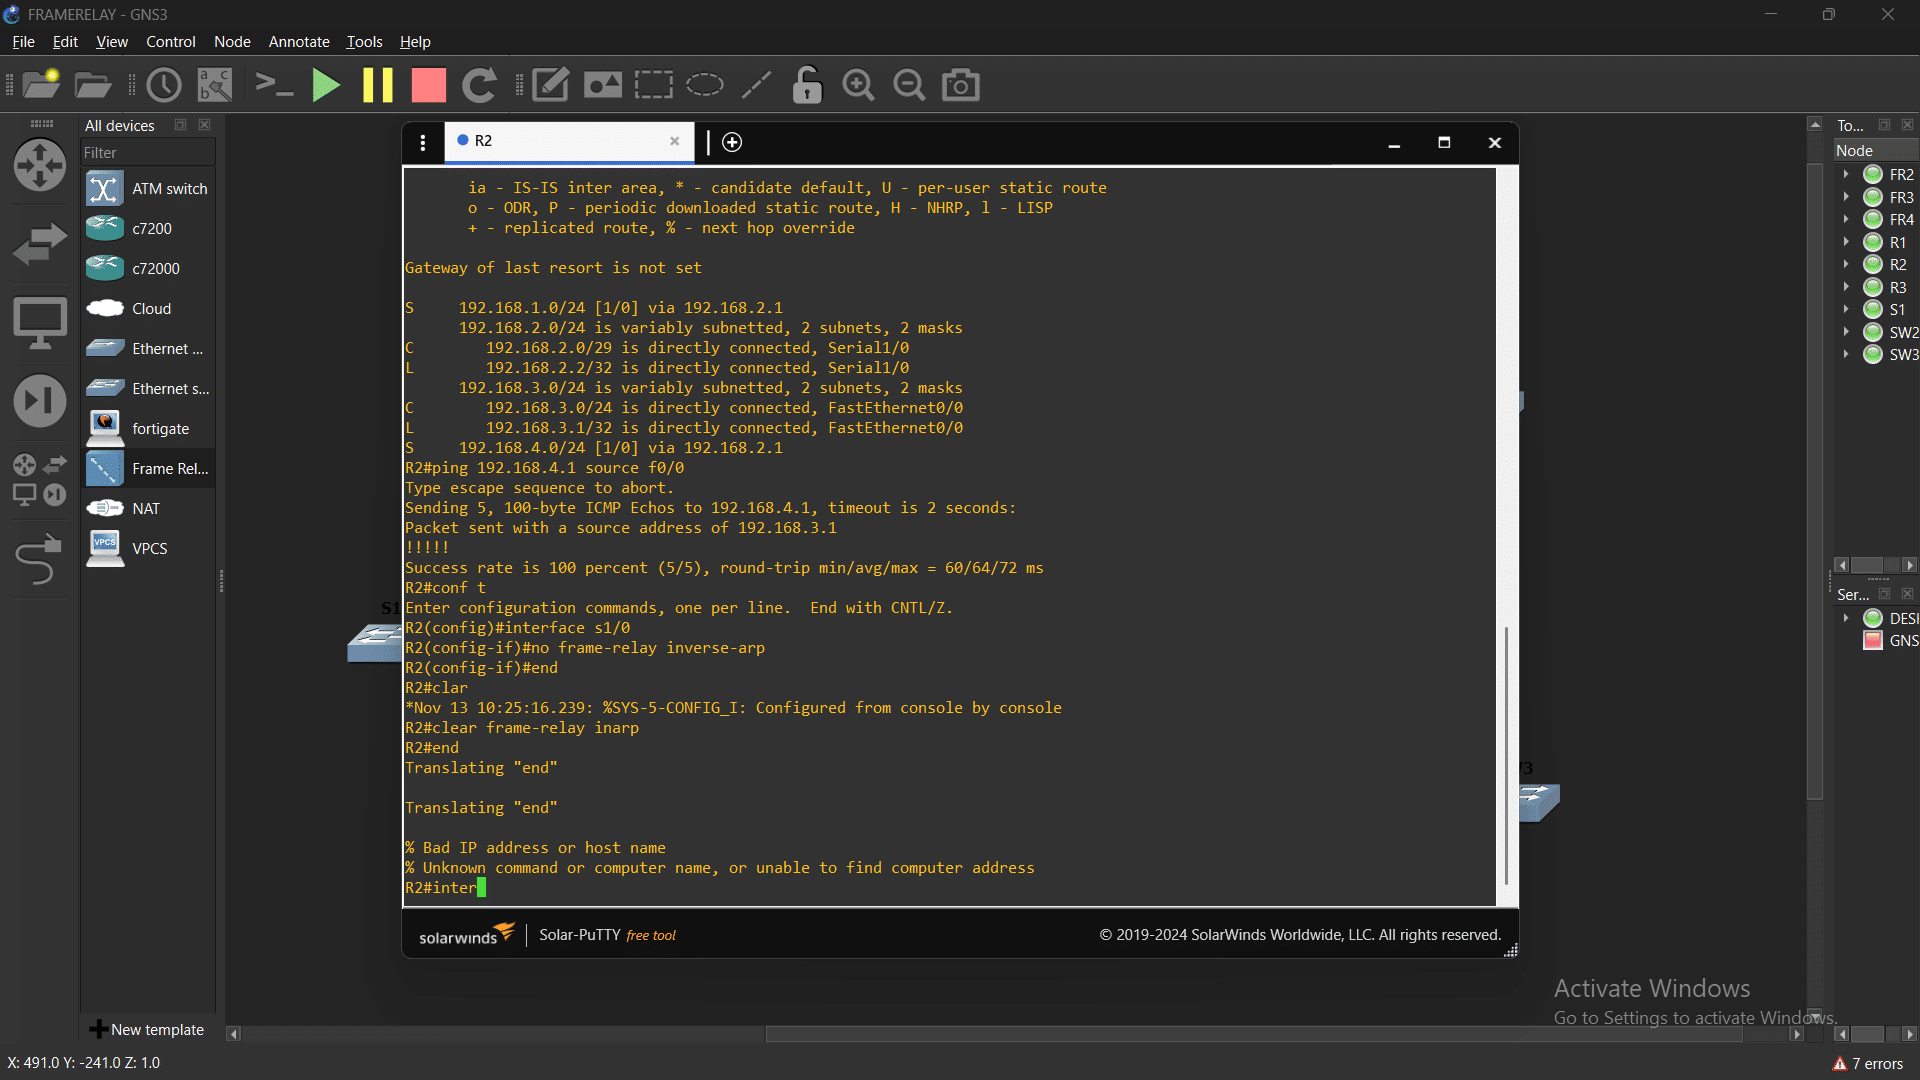 FRAMERELAY - GNS3
File Edit View Control Node Annotate Tools Help
All devices
Filter
ATM switch
c7200
c72000
Cloud
Ethernet ...
Ethernet s...
fortigate
Frame Rel...
NAT
VPCS
VPCS
New template
X: 491.0 Y: -241.0 Z: 1.0
S1
R2
ia - IS-IS inter area, * - candidate default, U - per-user static route
o - ODR, P - periodic downloaded static route, H - NHRP, l - LISP
+ - replicated route, % - next hop override
Gateway of last resort is not set
S     192.168.1.0/24 [1/0] via 192.168.2.1
192.168.2.0/24 is variably subnetted, 2 subnets, 2 masks
C        192.168.2.0/29 is directly connected, Serial1/0
L        192.168.2.2/32 is directly connected, Serial1/0
192.168.3.0/24 is variably subnetted, 2 subnets, 2 masks
C        192.168.3.0/24 is directly connected, FastEthernet0/0
L        192.168.3.1/32 is directly connected, FastEthernet0/0
S     192.168.4.0/24 [1/0] via 192.168.2.1
R2#ping 192.168.4.1 source f0/0
Type escape sequence to abort.
Sending 5, 100-byte ICMP Echos to 192.168.4.1, timeout is 2 seconds:
Packet sent with a source address of 192.168.3.1
!!!!!
Success rate is 100 percent (5/5), round-trip min/avg/max = 60/64/72 ms
R2#conf t
Enter configuration commands, one per line.  End with CNTL/Z.
R2(config)#interface s1/0
R2(config-if)#no frame-relay inverse-arp
R2(config-if)#end
R2#clar
*Nov 13 10:25:16.239: %SYS-5-CONFIG_I: Configured from console by console
R2#clear frame-relay inarp
R2#end
Translating "end"
Translating "end"
% Bad IP address or host name
% Unknown command or computer name, or unable to find computer address
R2#inter
solarwinds
Solar-PuTTY free tool
© 2019-2024 SolarWinds Worldwide, LLC. All rights reserved.
3
To...
Node
FR2
FR3
FR4
R1
R2
R3
S1
SW2
SW3
Ser...
DESI
GNS
Activate Windows
Go to Settings to activate Windows.
7 errors